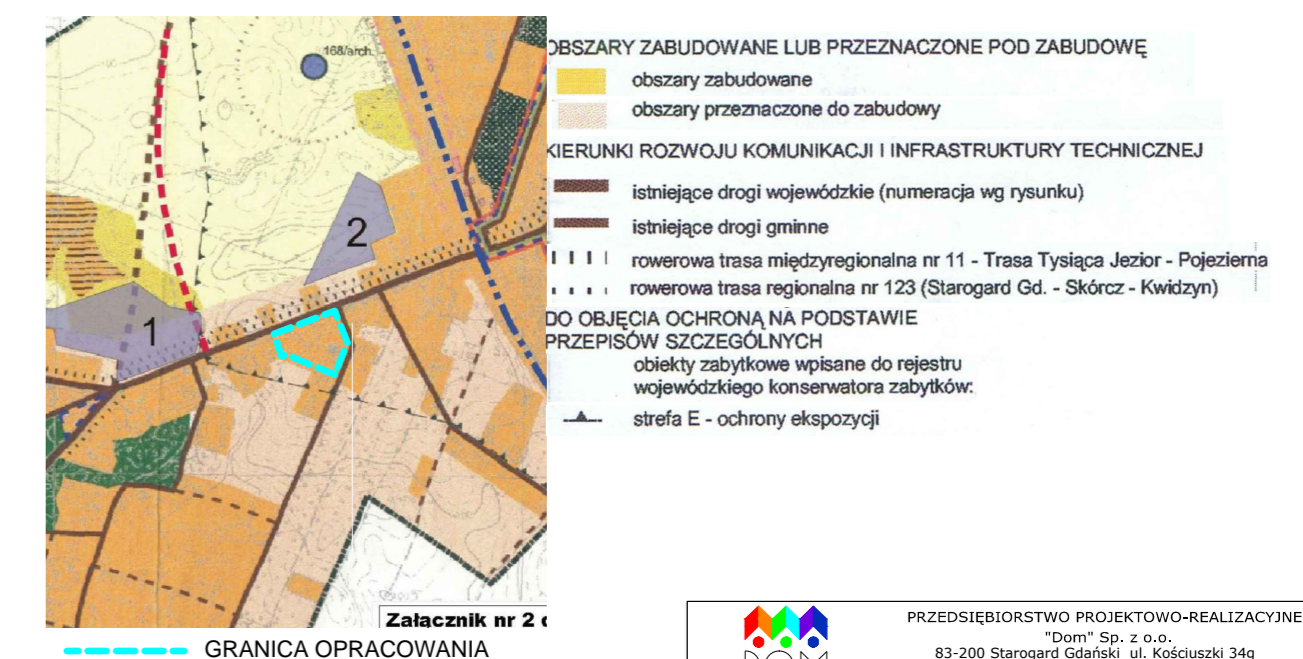 168/arch.
2
1
Załącznik nr 2
GRANICA OPRACOWANIA
OBSZARY ZABUDOWANE LUB PRZEZNACZONE POD ZABUDOWĘ
obszary zabudowane
obszary przeznaczone do zabudowy
KIERUNKI ROZWOJU KOMUNIKACJI I INFRASTRUKTURY TECHNICZNEJ
istniejące drogi wojewódzkie (numeracja wg rysunku)
istniejące drogi gminne
rowerowa trasa międzyregionalna nr 11 - Trasa Tysiąca Jezior - Pojezierna
rowerowa trasa regionalna nr 123 (Starogard Gd. - Skórcz - Kwidzyn)
DO OBJĘCIA OCHRONĄ NA PODSTAWIE
PRZEPISÓW SZCZEGÓLNYCH
obiekty zabytkowe wpisane do rejestru
wojewódzkiego konserwatora zabytków:
strefa E - ochrony ekspozycji
DOM
PRZEDSIĘBIORSTWO PROJEKTOWO-REALIZACYJNE
"Dom" Sp. z o.o.
83-200 Starogard Gdański ul. Kościuszki 34g